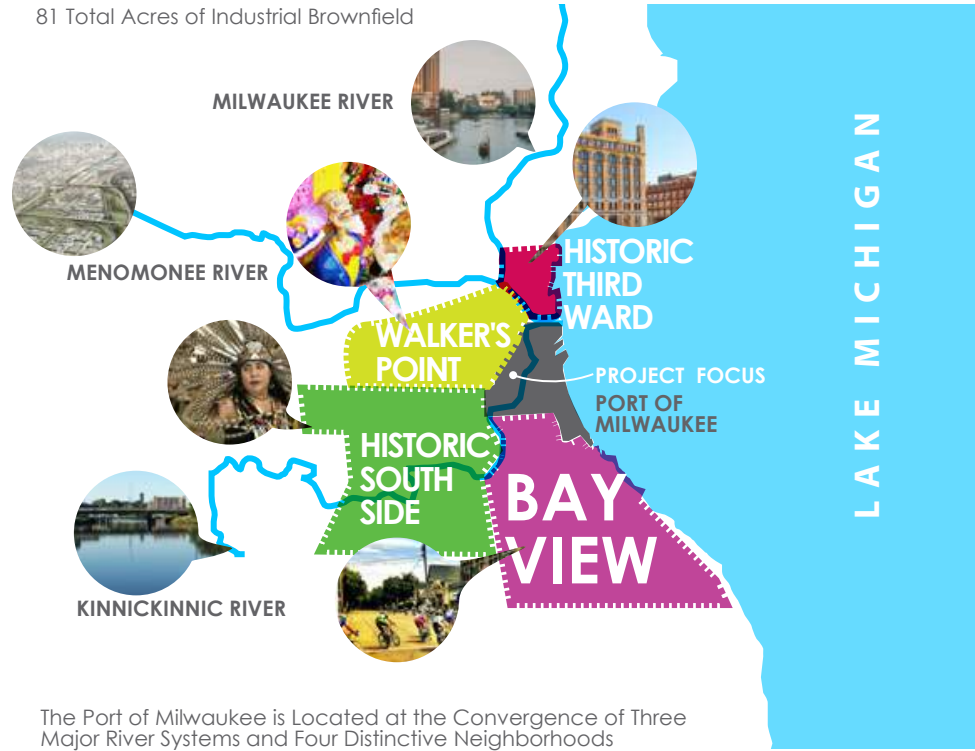 81 Total Acres of Industrial Brownfield
MILWAUKEE RIVER
MENOMONEE RIVER
HISTORIC
THIRD
WARD
WALKER'S
POINT
PROJECT FOCUS
PORT OF
MILWAUKEE
LAKE MICHIGAN
HISTORIC
SOUTH
SIDE
BAY
VIEW
KINNICKINNIC RIVER
The Port of Milwaukee is Located at the Convergence of Three
Major River Systems and Four Distinctive Neighborhoods